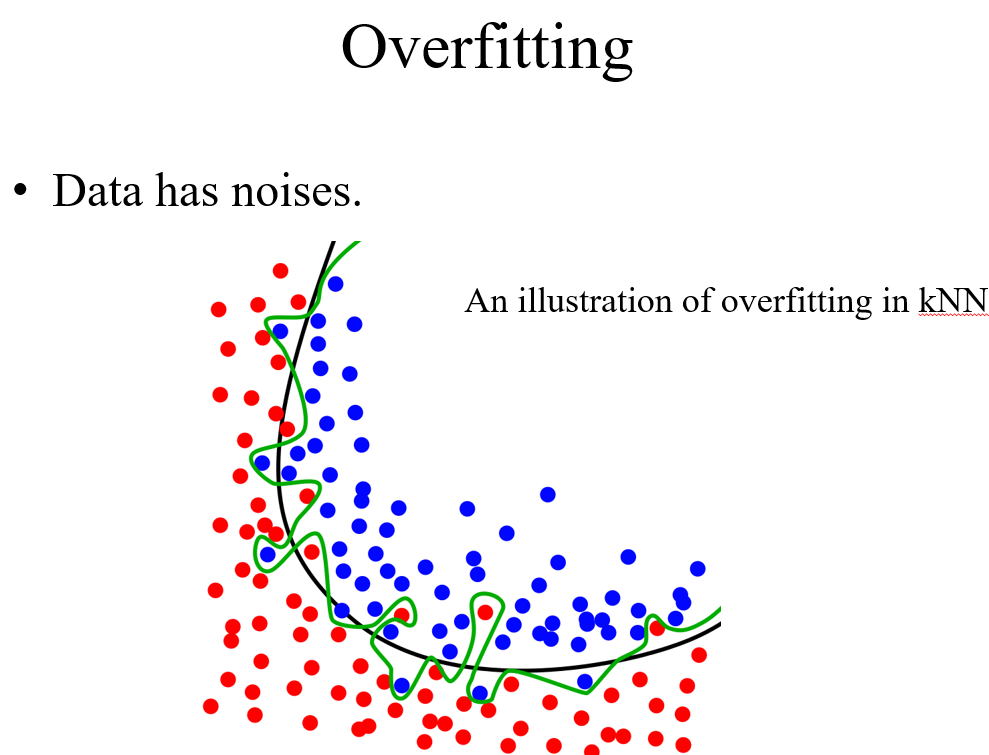 Overfitting
• Data has noises.
An illustration of overfitting in kNN